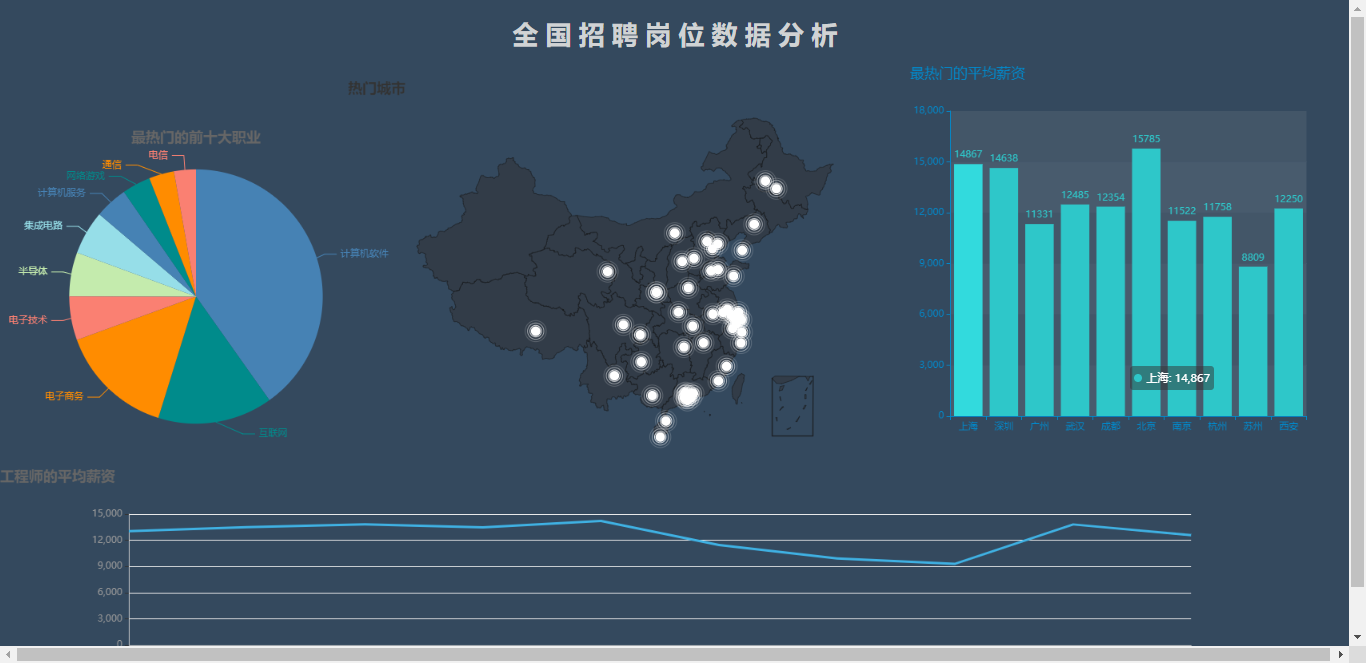 全国招聘岗位数据分析
热门城市
最热门的前十大职业
电信
通信
网络游戏
计算机服务
集成电路
半导体
电子技术
电子商务
互联网
计算机软件
最热门的平均薪资
18,000
15,000
12,000
9,000
6,000
3,000
0
14867
14638
11331
12485
12354
15785
11522
11758
8809
12250
上海: 14,867
上海
深圳
广州
武汉
成都
北京
南京
杭州
苏州
西安
工程师的平均薪资
15,000
12,000
9,000
6,000
3,000
0